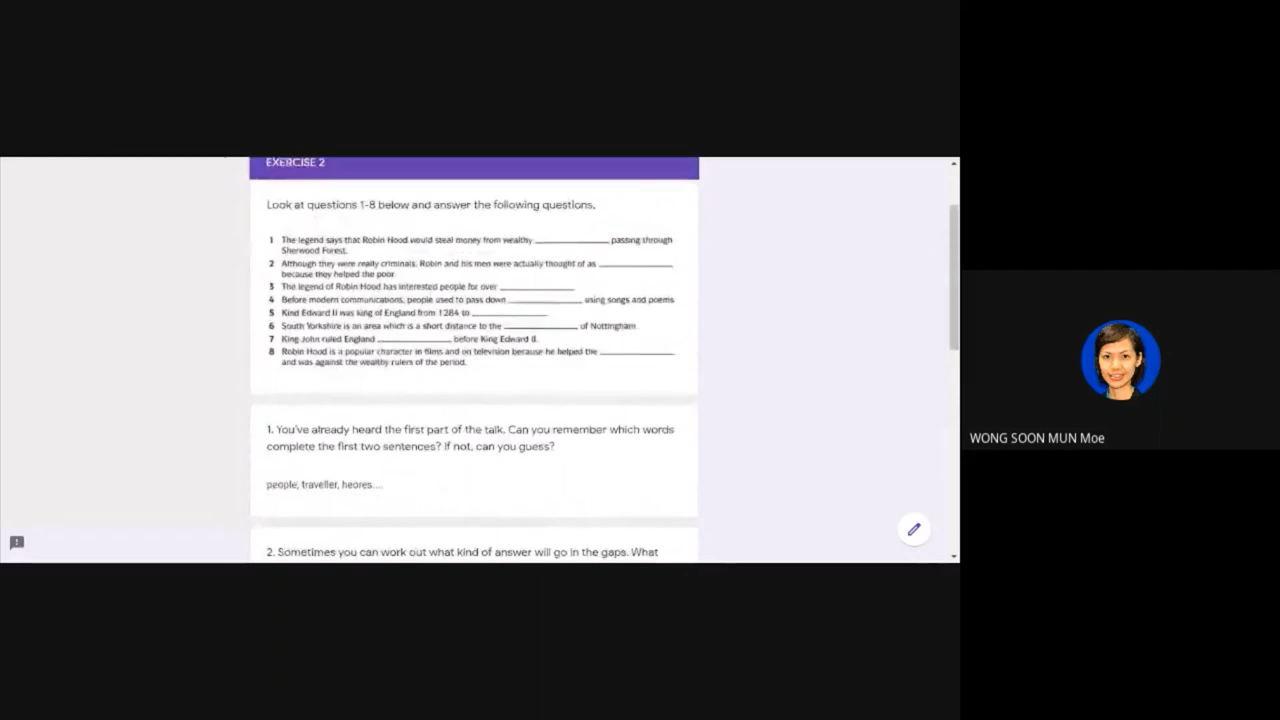 EXERCISE 2
Look at questions 1-8 below and answer the following questions.
1 The legend says that Robin Hood would steal money from wealthy ____________ passing through
Sherwood Forest.
2 Although they were really criminals, Robin and his men were actually thought of as ____________
because they helped the poor.
3 The legend of Robin Hood has interested people for over ____________
4 Before modern communications, people used to pass down ____________ using songs and poems
5 Kind Edward II was king of England from 1284 to ____________
6 South Yorkshire is an area which is a short distance to the ____________ of Nottingham.
7 King John ruled England ____________ before King Edward II.
8 Robin Hood is a popular character in films and on television because he helped the ____________
and was against the wealthy rulers of the period.
1. You've already heard the first part of the talk. Can you remember which words
complete the first two sentences? If not, can you guess?
people, traveller, heores....
2. Sometimes you can work out what kind of answer will go in the gaps. What
WONG SOON MUN Moe